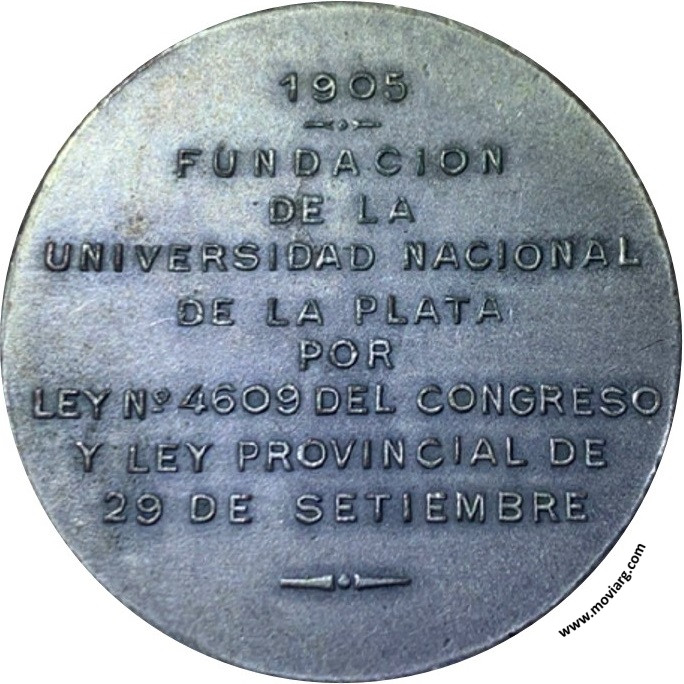 1905
FUNDACION
DE LA
UNIVERSIDAD NACIONAL
DE LA PLATA
POR
LEY Nº 4609 DEL CONGRESO
Y LEY PROVINCIAL DE
29 DE SETIEMBRE
www.moviarg.com